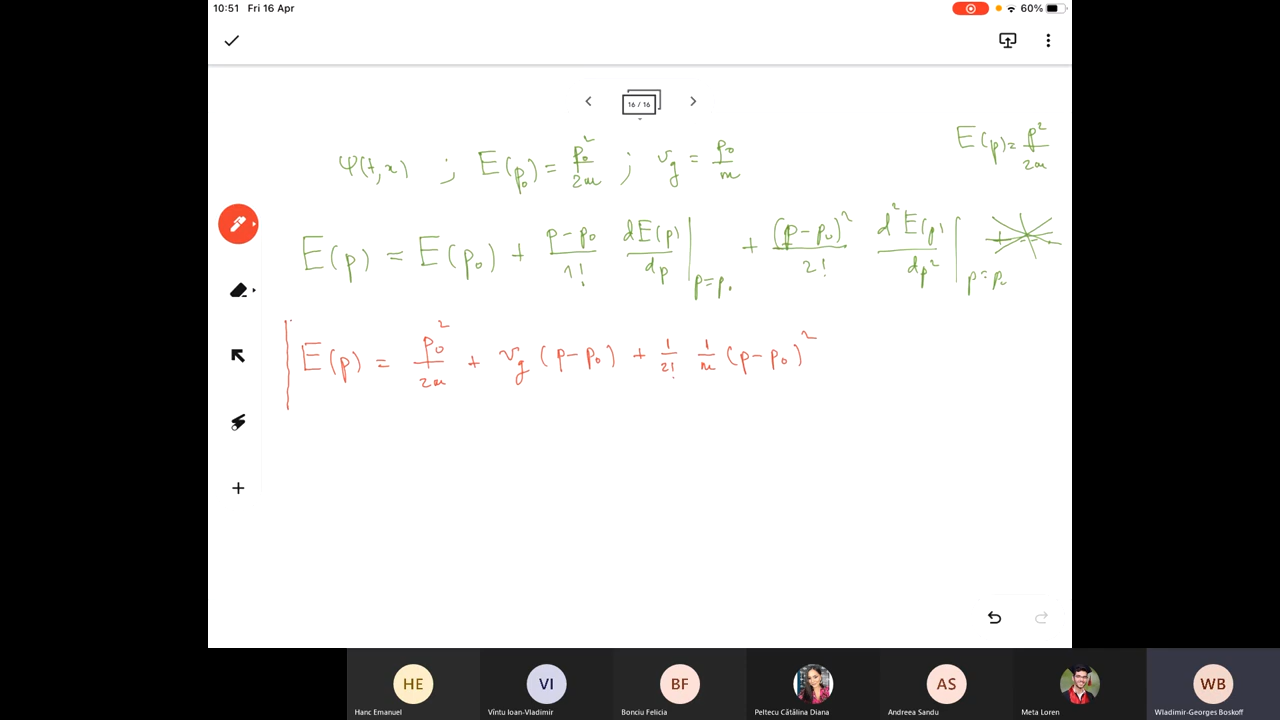 10:51 Fri 16 Apr 60%
16 / 16
φ(t,x) ; E(p₀) = p₀²/2m ; v_g = p₀/m
E(p) = p²/2m
E(p) = E(p₀) + (p-p₀)/1! dE(p)/dp |p=p₀ + (p-p₀)²/2! d²E(p)/dp² |p=p₀
E(p) = p₀²/2m + v_g (p-p₀) + 1/2! 1/m (p-p₀)²
HE VI BF AS WB
Hanc Emanuel Vîntu Ioan-Vladimir Bonciu Felicia Peltecu Cătălina Diana Andreea Sandu Meta Loren Wladimir-Georges Boskoff